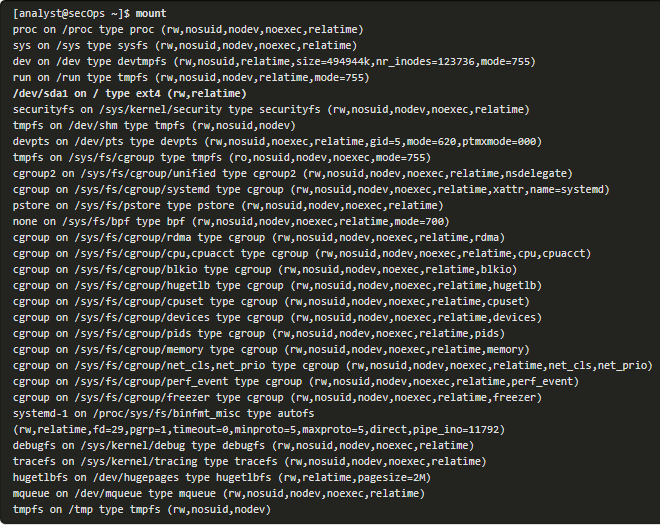 [analyst@secOps ~]$ mount
proc on /proc type proc (rw,nosuid,nodev,noexec,relatime)
sys on /sys type sysfs (rw,nosuid,nodev,noexec,relatime)
dev on /dev type devtmpfs (rw,nosuid,relatime,size=494944k,nr_inodes=123736,mode=755)
run on /run type tmpfs (rw,nosuid,nodev,relatime,mode=755)
/dev/sda1 on / type ext4 (rw,relatime)
securityfs on /sys/kernel/security type securityfs (rw,nosuid,nodev,noexec,relatime)
tmpfs on /dev/shm type tmpfs (rw,nosuid,nodev)
devpts on /dev/pts type devpts (rw,nosuid,noexec,relatime,gid=5,mode=620,ptmxmode=000)
tmpfs on /sys/fs/cgroup type tmpfs (ro,nosuid,nodev,noexec,mode=755)
cgroup2 on /sys/fs/cgroup/unified type cgroup2 (rw,nosuid,nodev,noexec,relatime,nsdelegate)
cgroup on /sys/fs/cgroup/systemd type cgroup (rw,nosuid,nodev,noexec,relatime,xattr,name=systemd)
pstore on /sys/fs/pstore type pstore (rw,nosuid,nodev,noexec,relatime)
none on /sys/fs/bpf type bpf (rw,nosuid,nodev,noexec,relatime,mode=700)
cgroup on /sys/fs/cgroup/rdma type cgroup (rw,nosuid,nodev,noexec,relatime,rdma)
cgroup on /sys/fs/cgroup/cpu,cpuacct type cgroup (rw,nosuid,nodev,noexec,relatime,cpu,cpuacct)
cgroup on /sys/fs/cgroup/blkio type cgroup (rw,nosuid,nodev,noexec,relatime,blkio)
cgroup on /sys/fs/cgroup/hugetlb type cgroup (rw,nosuid,nodev,noexec,relatime,hugetlb)
cgroup on /sys/fs/cgroup/cpuset type cgroup (rw,nosuid,nodev,noexec,relatime,cpuset)
cgroup on /sys/fs/cgroup/devices type cgroup (rw,nosuid,nodev,noexec,relatime,devices)
cgroup on /sys/fs/cgroup/pids type cgroup (rw,nosuid,nodev,noexec,relatime,pids)
cgroup on /sys/fs/cgroup/memory type cgroup (rw,nosuid,nodev,noexec,relatime,memory)
cgroup on /sys/fs/cgroup/net_cls,net_prio type cgroup (rw,nosuid,nodev,noexec,relatime,net_cls,net_prio)
cgroup on /sys/fs/cgroup/perf_event type cgroup (rw,nosuid,nodev,noexec,relatime,perf_event)
cgroup on /sys/fs/cgroup/freezer type cgroup (rw,nosuid,nodev,noexec,relatime,freezer)
systemd-1 on /proc/sys/fs/binfmt_misc type autofs
(rw,relatime,fd=29,pgrp=1,timeout=0,minproto=5,maxproto=5,direct,pipe_ino=11792)
debugfs on /sys/kernel/debug type debugfs (rw,nosuid,nodev,noexec,relatime)
tracefs on /sys/kernel/tracing type tracefs (rw,nosuid,nodev,noexec,relatime)
hugetlbfs on /dev/hugepages type hugetlbfs (rw,relatime,pagesize=2M)
mqueue on /dev/mqueue type mqueue (rw,nosuid,nodev,noexec,relatime)
tmpfs on /tmp type tmpfs (rw,nosuid,nodev)